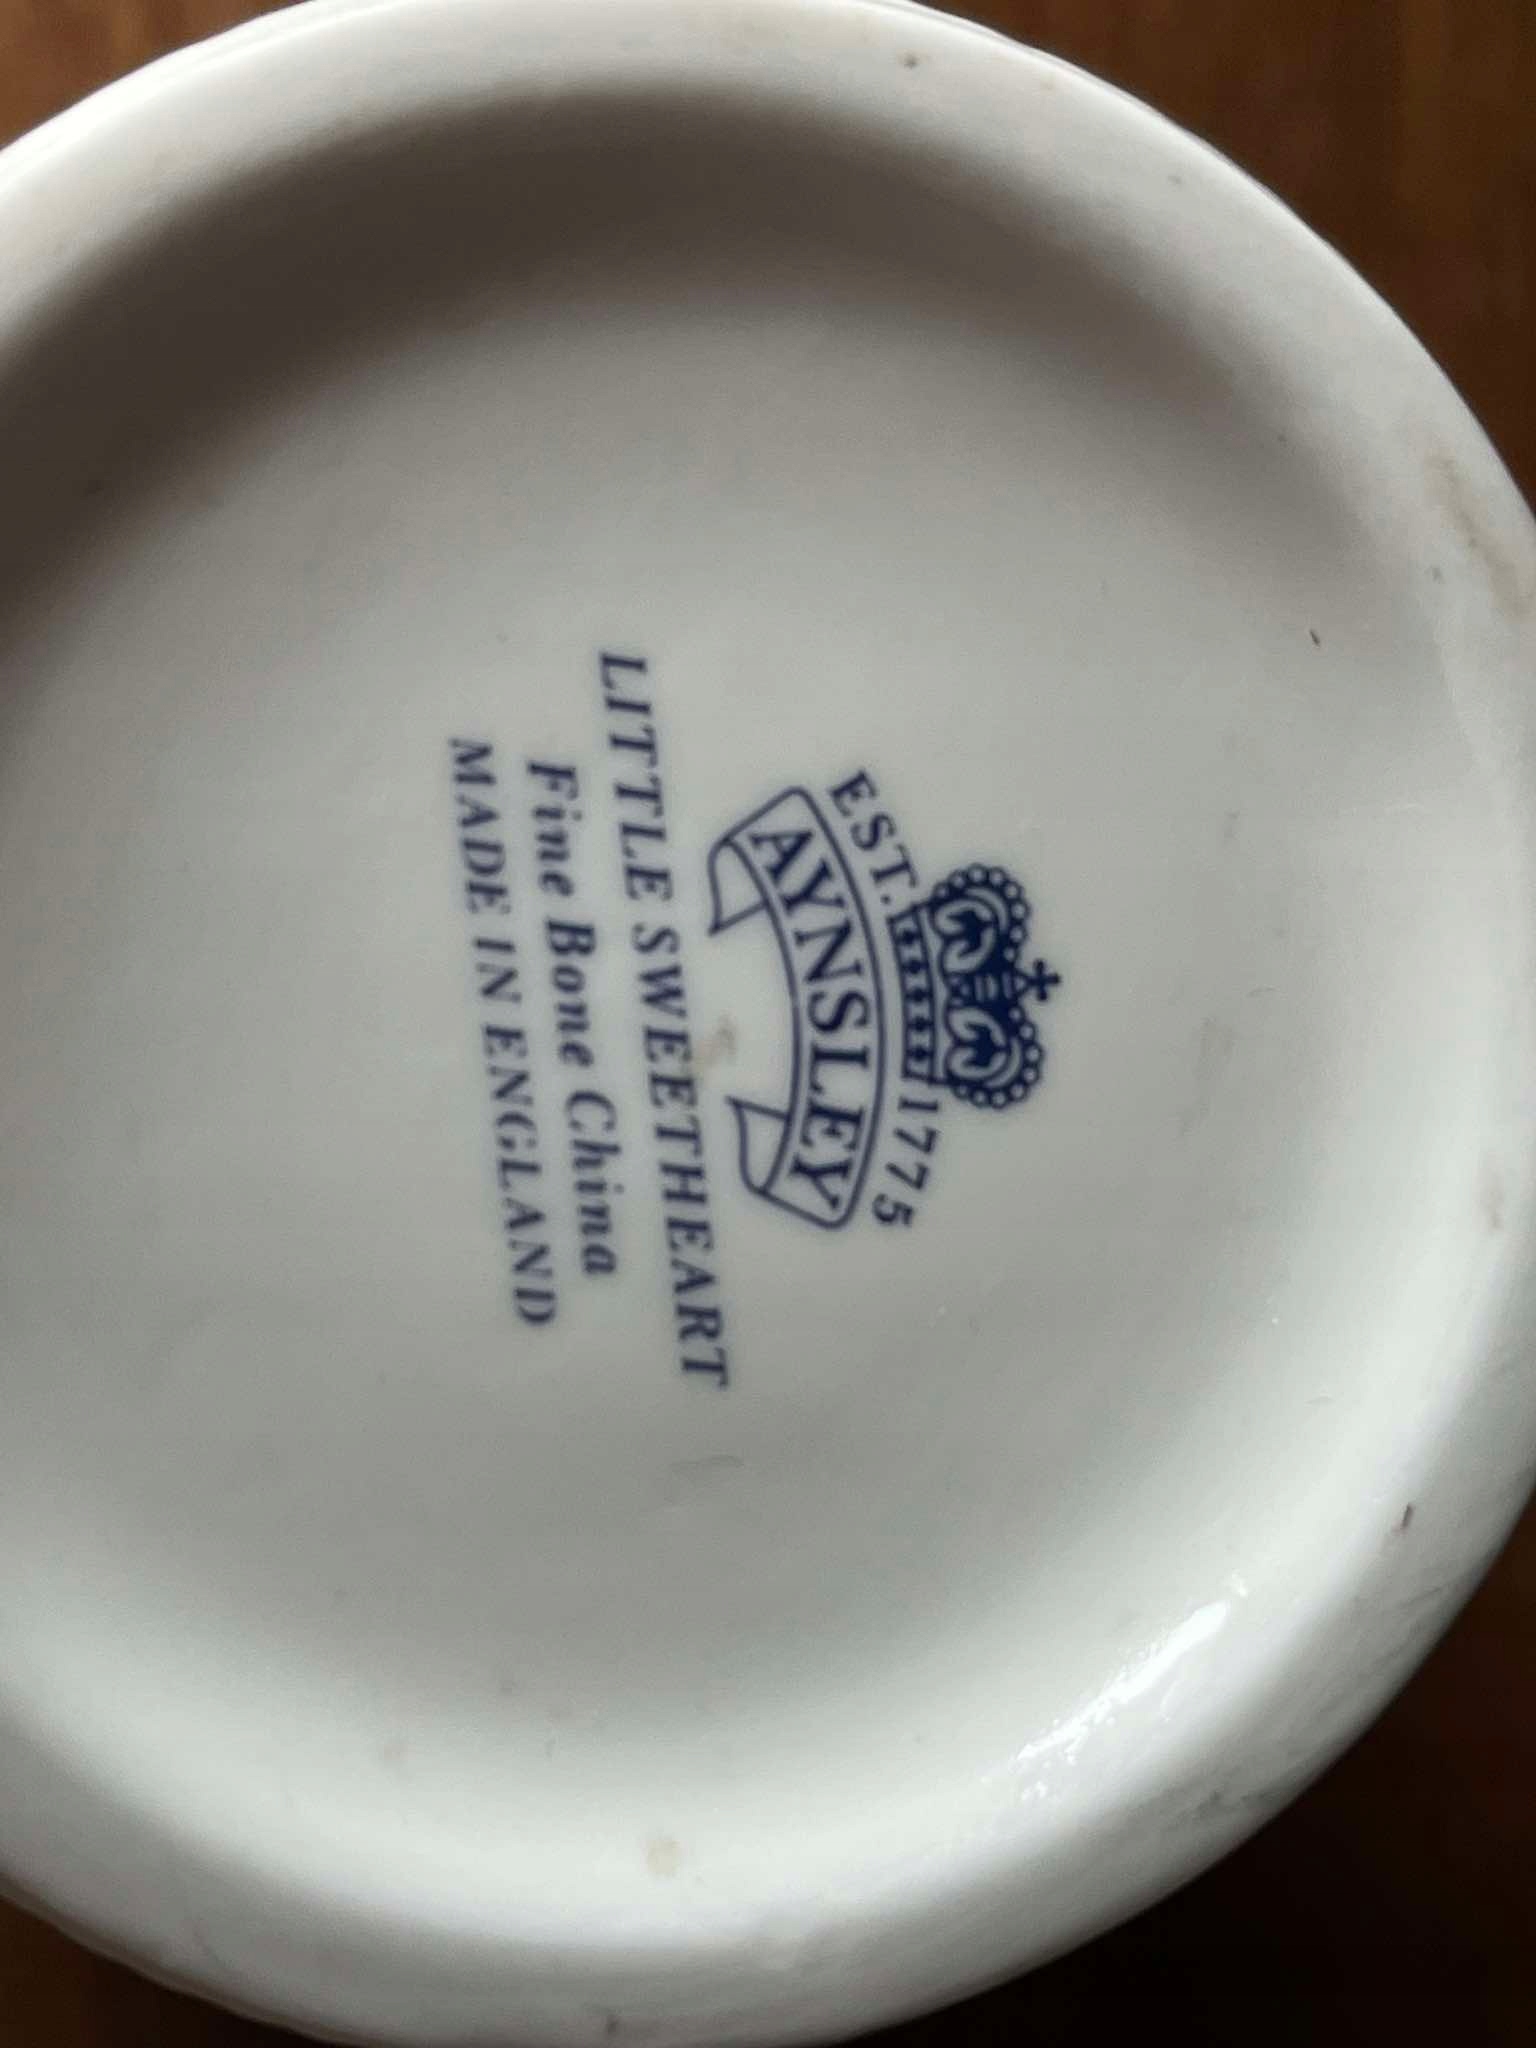 EST. 1775
AYNSLEY
LITTLE SWEETHEART
Fine Bone China
MADE IN ENGLAND